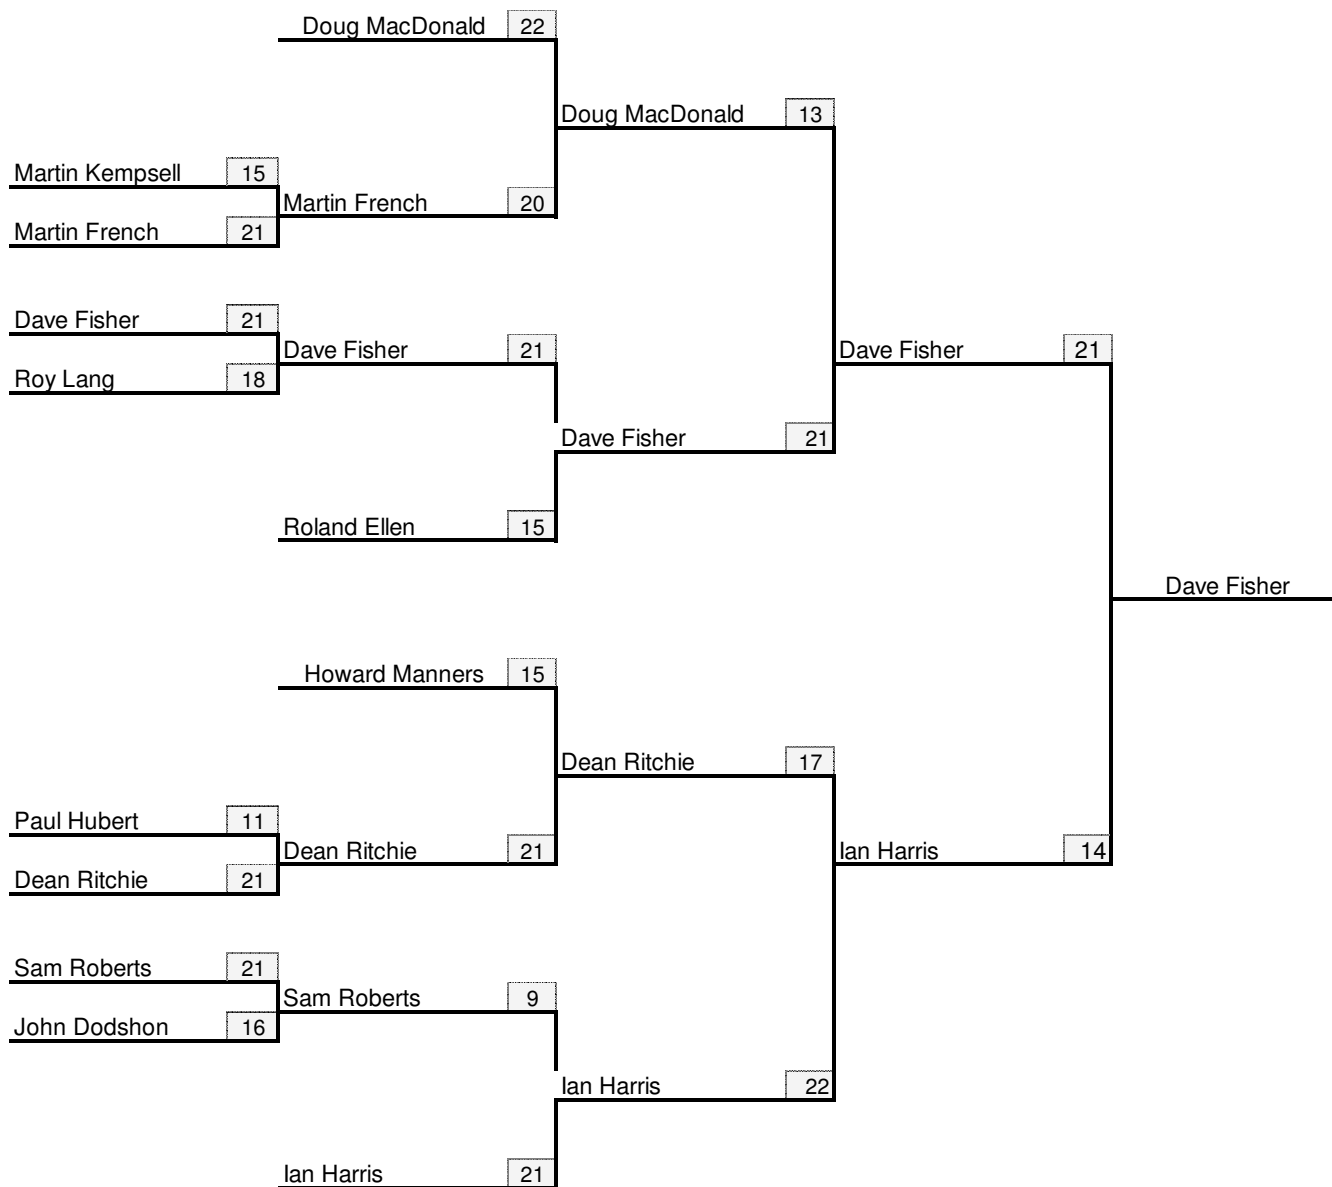 Doug MacDonald 22
Doug MacDonald 13
Martin Kempsell 15
Martin French 20
Martin French 21
Dave Fisher 21
Dave Fisher 21
Dave Fisher 21
Roy Lang 18
Dave Fisher 21
Roland Ellen 15
Dave Fisher
Howard Manners 15
Dean Ritchie 17
Paul Hubert 11
Dean Ritchie 21
Ian Harris 14
Dean Ritchie 21
Sam Roberts 21
Sam Roberts 9
John Dodshon 16
Ian Harris 22
Ian Harris 21